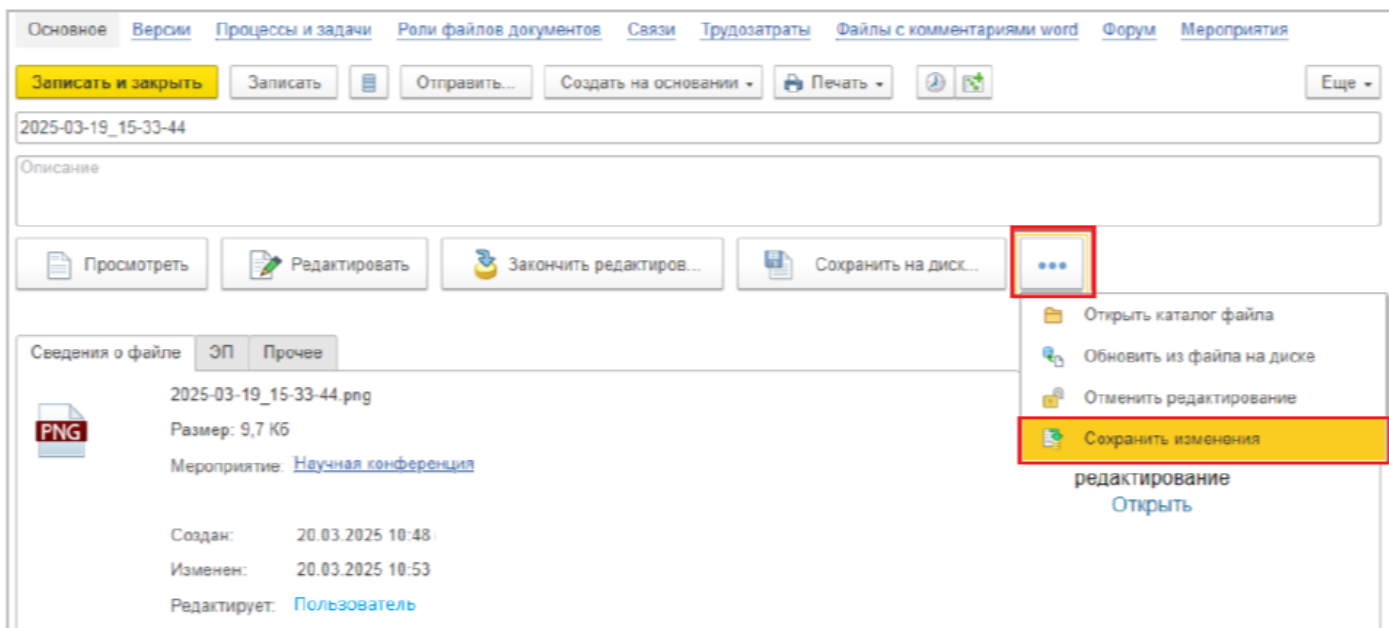 Основное Версии Процессы и задачи Роли файлов документов Связи Трудозатраты Файлы с комментариями word Форум Мероприятия
Записать и закрыть Записать Отправить... Создать на основании Печать Еще
2025-03-19_15-33-44
Описание
Просмотреть Редактировать Закончить редактиров... Сохранить на диск...
Открыть каталог файла
Обновить из файла на диске
Отменить редактирование
Сохранить изменения
редактирование
Открыть
Сведения о файле ЭП Прочее
2025-03-19_15-33-44.png
PNG
Размер: 9,7 Кб
Мероприятие: Научная конференция
Создан: 20.03.2025 10:48
Изменен: 20.03.2025 10:53
Редактирует: Пользователь